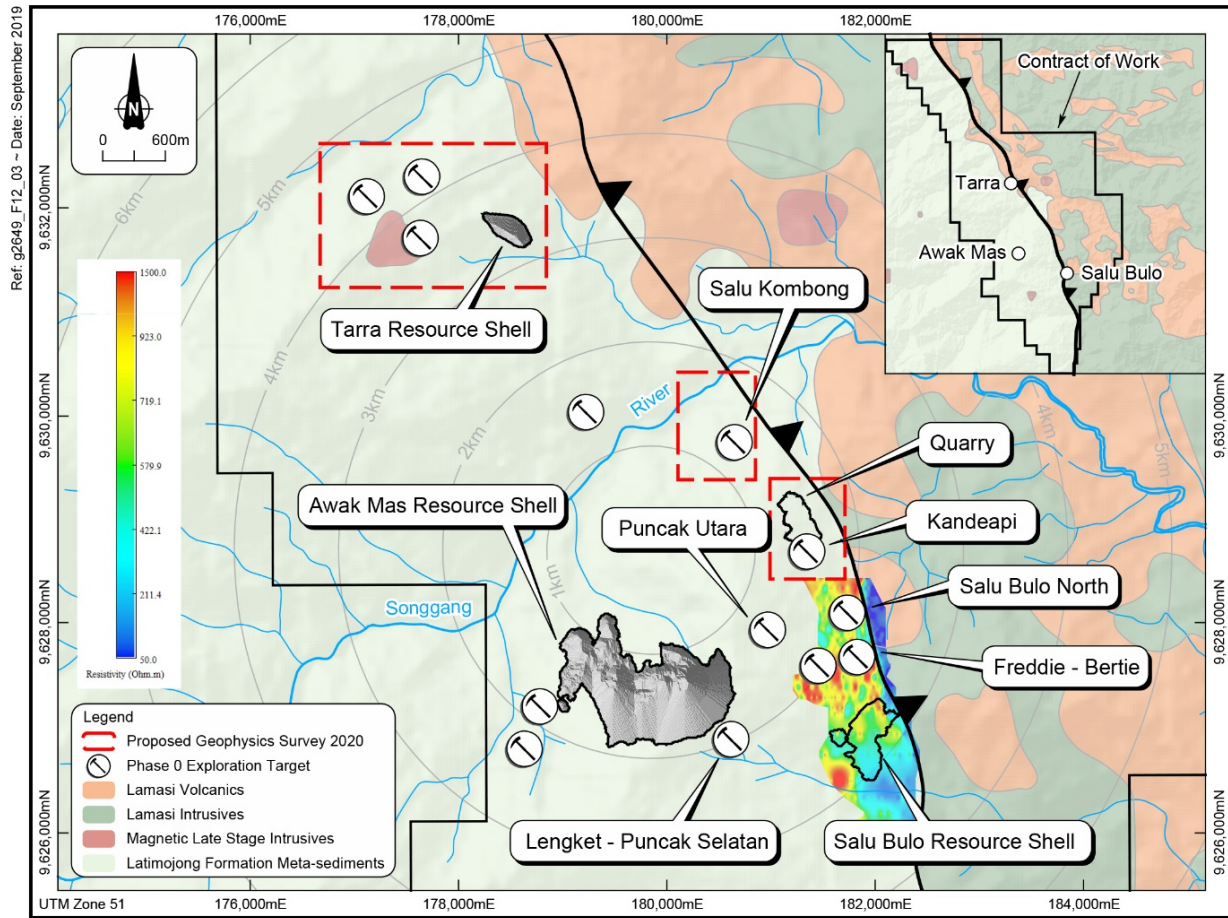 Ref: g2649_F12_03 ~ Date: September 2019
176,000mE
178,000mE
180,000mE
182,000mE
N
0 600m
Contract of Work
Tarra
Awak Mas
Salu Bulo
9,632,000mN
6km
5km
4km
3km
2km
1km
Tarra Resource Shell
Salu Kombong
River
9,630,000mN
9,630,000mN
4km
5km
Quarry
Awak Mas Resource Shell
Puncak Utara
Kandeapi
1500.0
923.0
719.1
579.9
422.1
211.4
50.0
Resistivity (Ohm.m)
Songgang
Salu Bulo North
9,628,000mN
9,628,000mN
Freddie - Bertie
Legend
Proposed Geophysics Survey 2020
Phase 0 Exploration Target
Lamasi Volcanics
Lamasi Intrusives
Magnetic Late Stage Intrusives
Latimojong Formation Meta-sediments
Lengket - Puncak Selatan
Salu Bulo Resource Shell
9,626,000mN
9,626,000mN
UTM Zone 51
176,000mE
178,000mE
180,000mE
182,000mE
184,000mE